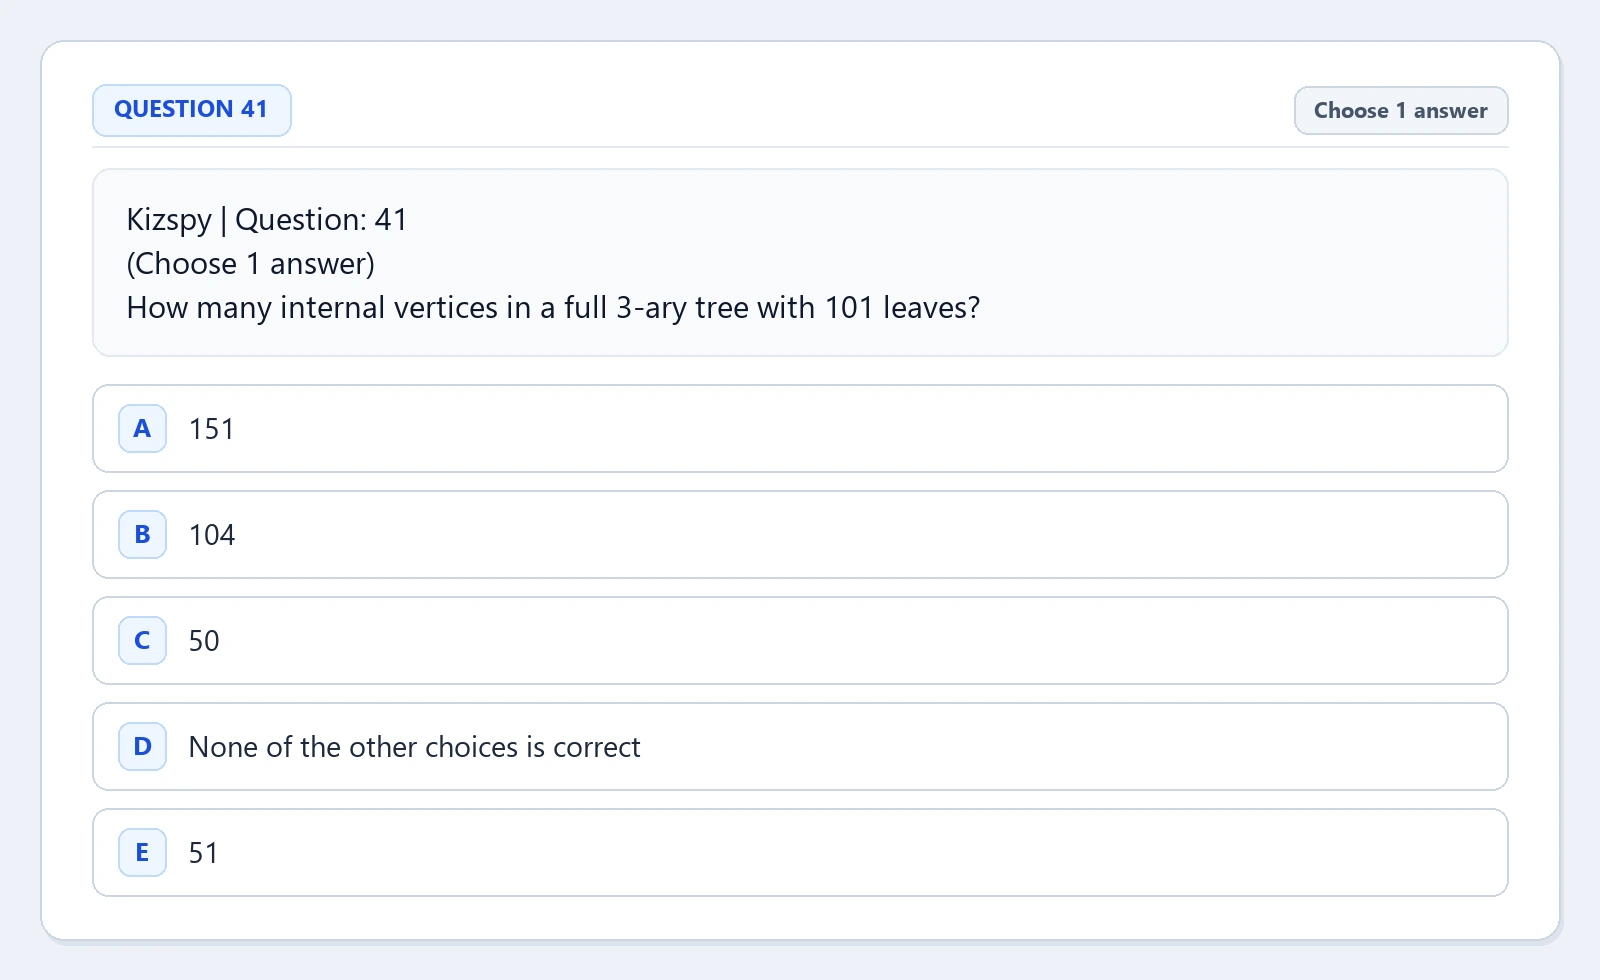 QUESTION 41
Choose 1 answer
Kizspy | Question: 41
(Choose 1 answer)
How many internal vertices in a full 3-ary tree with 101 leaves?
A 151
B 104
C 50
D None of the other choices is correct
E 51